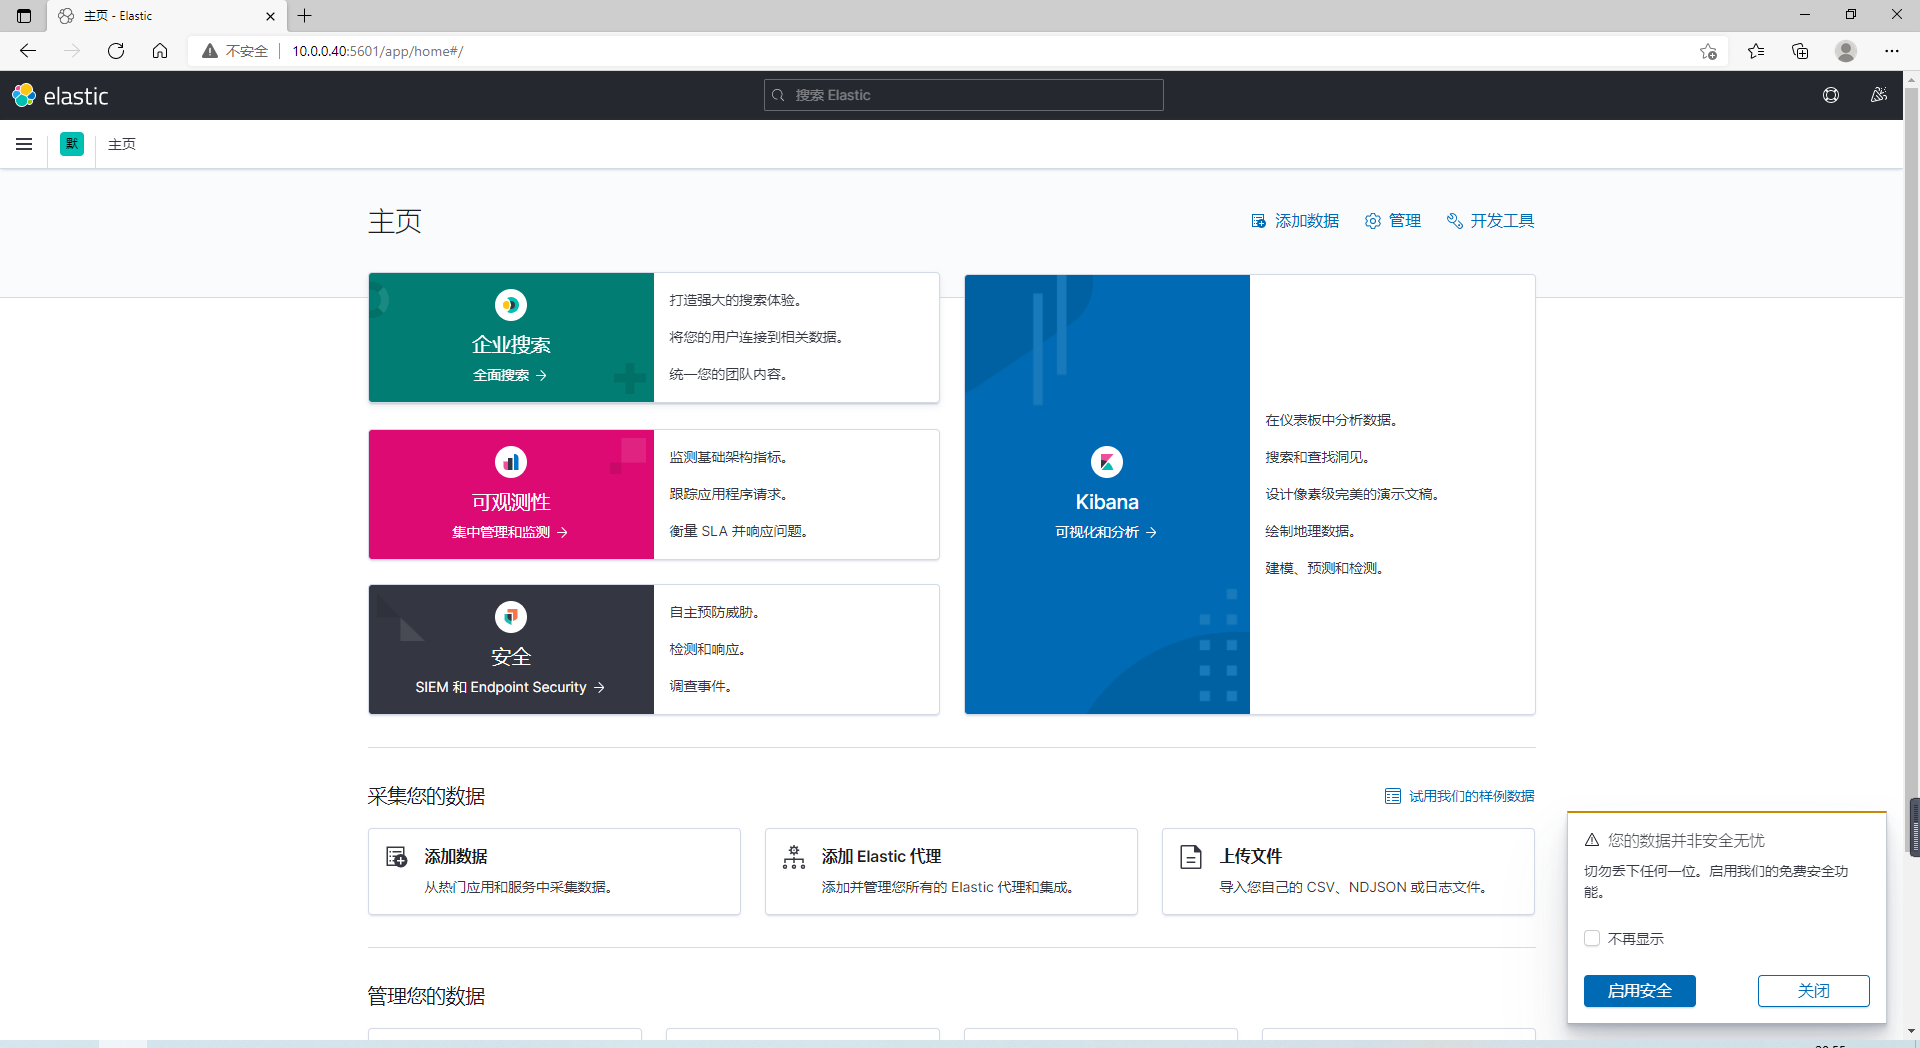 主页 - Elastic
不安全
10.0.0.40:5601/app/home#/
elastic
搜索 Elastic
默
主页
主页
添加数据
管理
开发工具
企业搜索
全面搜索 →
打造强大的搜索体验。
将您的用户连接到相关数据。
统一您的团队内容。
可观测性
集中管理和监测 →
监测基础架构指标。
跟踪应用程序请求。
衡量 SLA 并响应问题。
安全
SIEM 和 Endpoint Security →
自主预防威胁。
检测和响应。
调查事件。
Kibana
可视化和分析 →
在仪表板中分析数据。
搜索和查找洞见。
设计像素级完美的演示文稿。
绘制地理数据。
建模、预测和检测。
采集您的数据
试用我们的样例数据
添加数据
从热门应用和服务中采集数据。
添加 Elastic 代理
添加并管理您所有的 Elastic 代理和集成。
上传文件
导入您自己的 CSV、NDJSON 或日志文件。
管理您的数据
您的数据并非安全无忧
切勿丢下任何一位。启用我们的免费安全功
能。
不再显示
启用安全
关闭